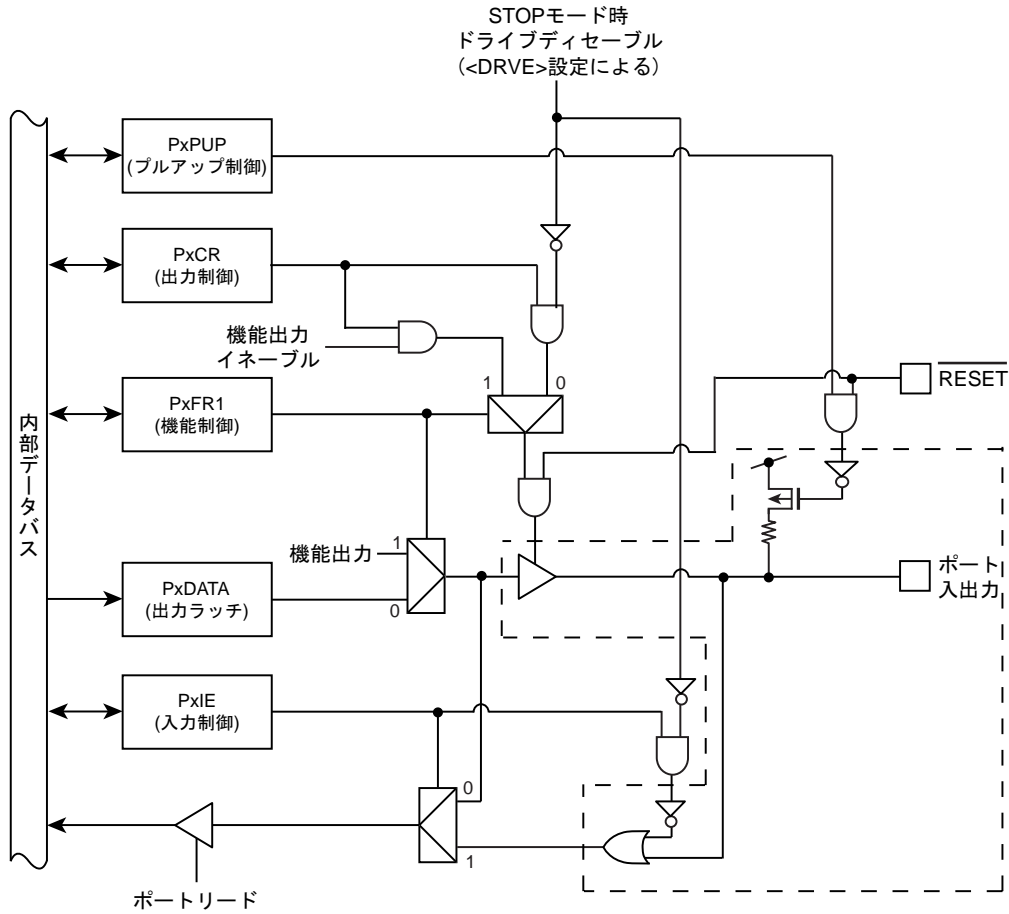 STOPモード時
ドライブディセーブル
(<DRVE>設定による)
PxPUP
(プルアップ制御)
PxCR
(出力制御)
機能出力
イネーブル
1
0
RESET
PxFR1
(機能制御)
内部データバス
機能出力
1
ポート
入出力
PxDATA
(出力ラッチ)
0
PxIE
(入力制御)
0
1
ポートリード